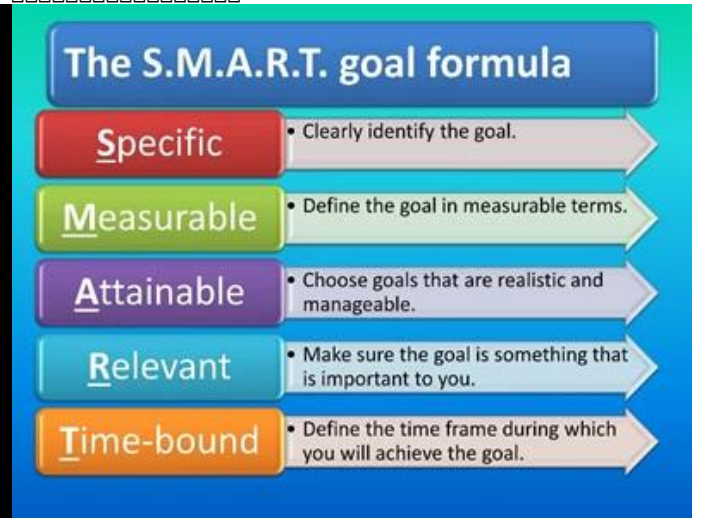 The S.M.A.R.T. goal formula
Specific
• Clearly identify the goal.
Measurable
• Define the goal in measurable terms.
Attainable
• Choose goals that are realistic and
manageable.
Relevant
• Make sure the goal is something that
is important to you.
Time-bound
• Define the time frame during which
you will achieve the goal.